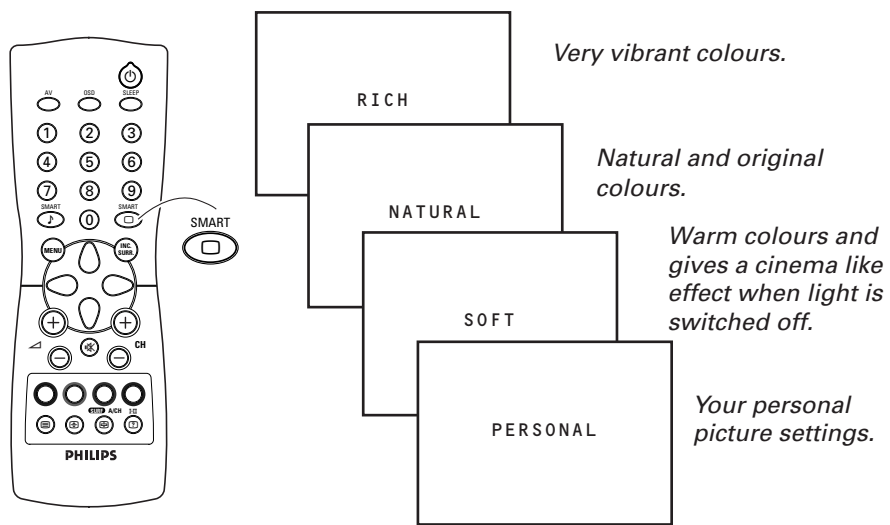 AV OSD SLEEP
1 2 3
4 5 6
7 8 9
SMART SMART
0
MENU INC. SURR.
CH
SURF A/CH I-II
?
PHILIPS
SMART
RICH
Very vibrant colours.
NATURAL
Natural and original
colours.
SOFT
Warm colours and
gives a cinema like
effect when light is
switched off.
PERSONAL
Your personal
picture settings.